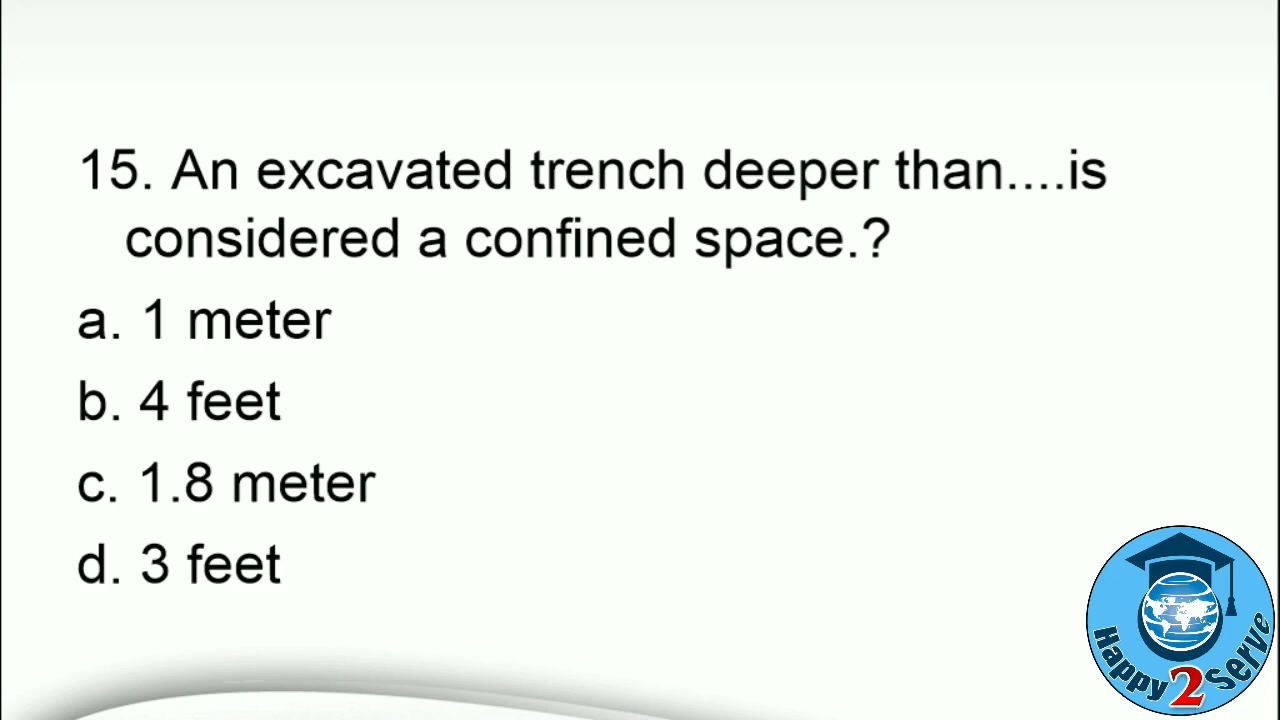 15. An excavated trench deeper than....is
considered a confined space.?
a. 1 meter
b. 4 feet
c. 1.8 meter
d. 3 feet
Happy 2 Serve